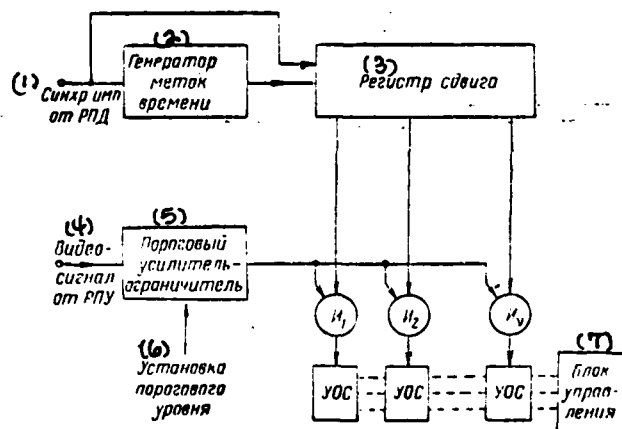 (1)
Синхр имп
от РПД
(2)
Генератор
меток
времени
(3)
Регистр сдвига
(4)
Видео-
сигнал
от РПУ
(5)
Пороговый
усилитель-
ограничитель
(6)
Установка
порогового
уровня
И1
И2
Иν
УОС
УОС
УОС
(7)
Блок
управ-
ления